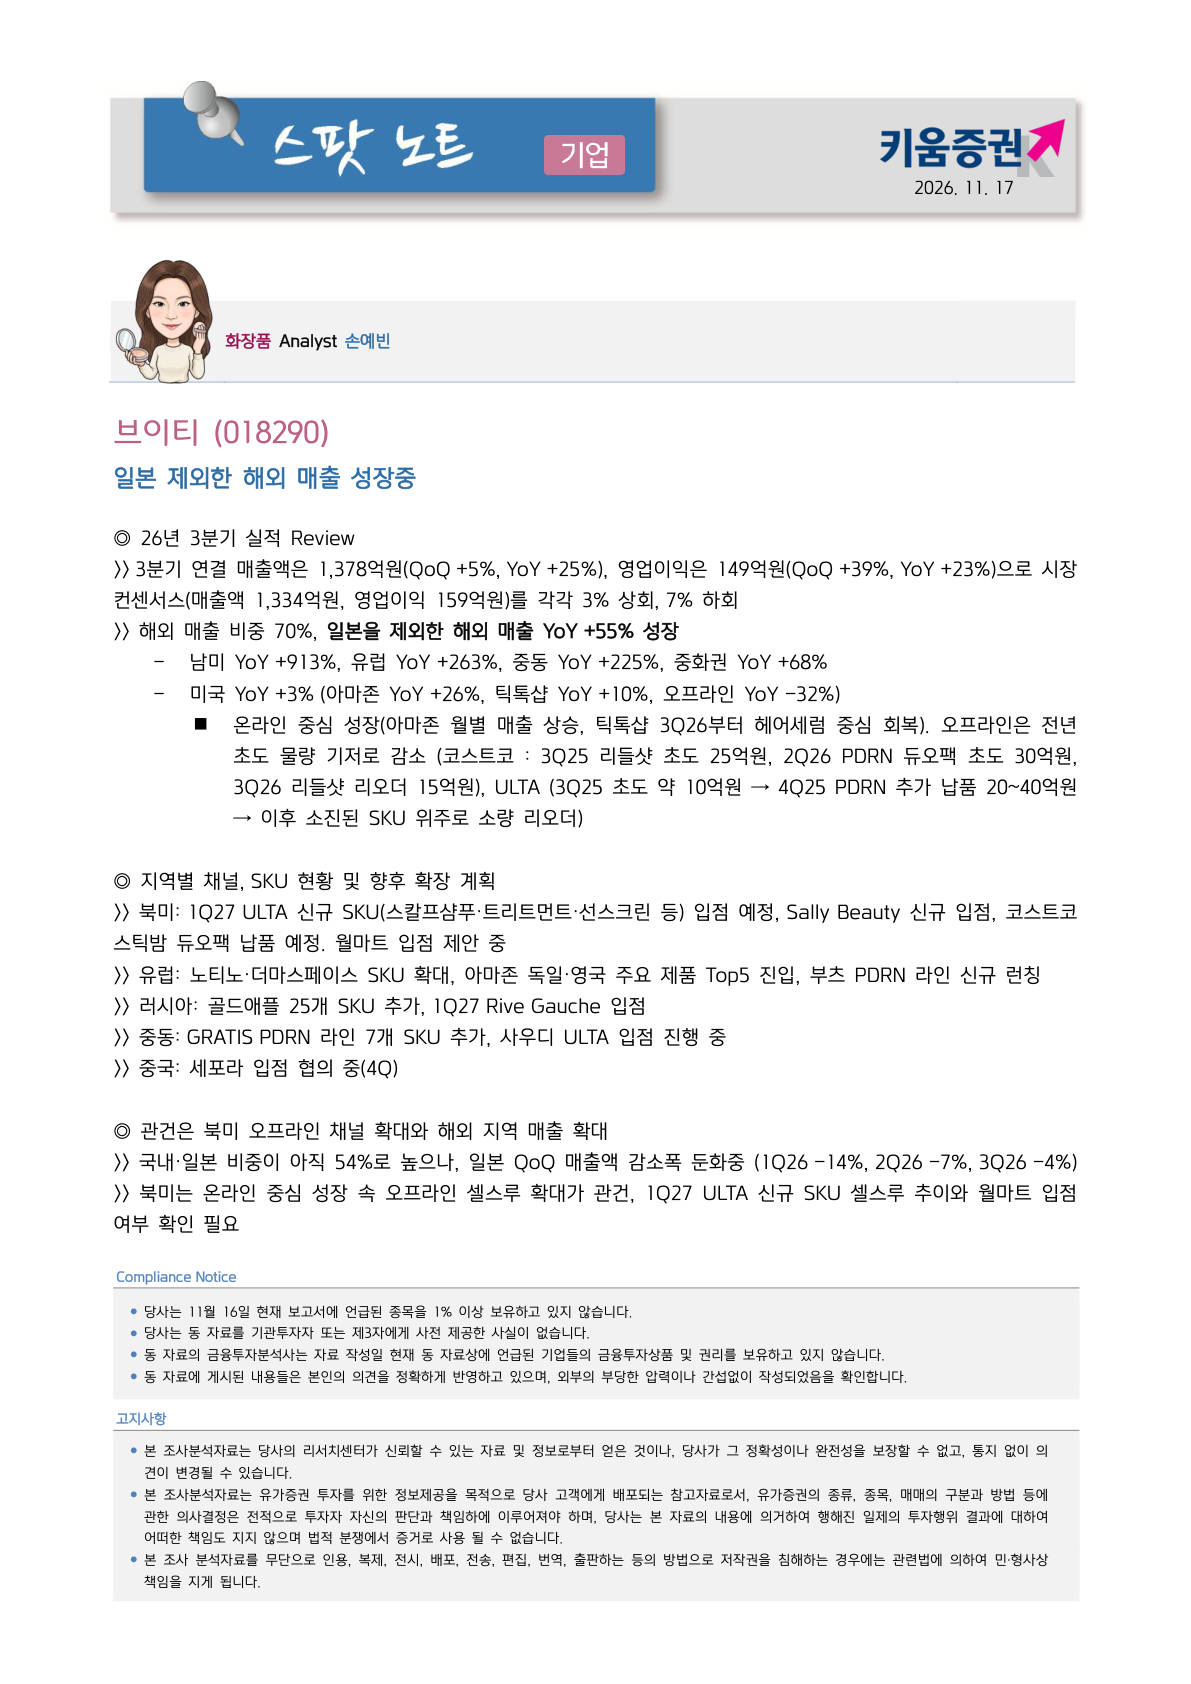 스팟 노트
기업
키움증권
2026. 11. 17
화장품 Analyst 손예빈
브이티 (018290)
일본 제외한 해외 매출 성장중
◎ 26년 3분기 실적 Review
》 3분기 연결 매출액은 1,378억원(QoQ +5%, YoY +25%), 영업이익은 149억원(QoQ +39%, YoY +23%)으로 시장
컨센서스(매출액 1,334억원, 영업이익 159억원)를 각각 3% 상회, 7% 하회
》 해외 매출 비중 70%, 일본을 제외한 해외 매출 YoY +55% 성장
- 남미 YoY +913%, 유럽 YoY +263%, 중동 YoY +225%, 중화권 YoY +68%
- 미국 YoY +3% (아마존 YoY +26%, 틱톡샵 YoY +10%, 오프라인 YoY -32%)
■ 온라인 중심 성장(아마존 월별 매출 상승, 틱톡샵 3Q26부터 헤어세럼 중심 회복). 오프라인은 전년
초도 물량 기저로 감소 (코스트코 : 3Q25 리들샷 초도 25억원, 2Q26 PDRN 듀오팩 초도 30억원,
3Q26 리들샷 리오더 15억원), ULTA (3Q25 초도 약 10억원 → 4Q25 PDRN 추가 납품 20~40억원
→ 이후 소진된 SKU 위주로 소량 리오더)
◎ 지역별 채널, SKU 현황 및 향후 확장 계획
》 북미: 1Q27 ULTA 신규 SKU(스칼프샴푸·트리트먼트·선스크린 등) 입점 예정, Sally Beauty 신규 입점, 코스트코
스틱밤 듀오팩 납품 예정. 월마트 입점 제안 중
》 유럽: 노티노·더마스페이스 SKU 확대, 아마존 독일·영국 주요 제품 Top5 진입, 부츠 PDRN 라인 신규 런칭
》 러시아: 골드애플 25개 SKU 추가, 1Q27 Rive Gauche 입점
》 중동: GRATIS PDRN 라인 7개 SKU 추가, 사우디 ULTA 입점 진행 중
》 중국: 세포라 입점 협의 중(4Q)
◎ 관건은 북미 오프라인 채널 확대와 해외 지역 매출 확대
》 국내·일본 비중이 아직 54%로 높으나, 일본 QoQ 매출액 감소폭 둔화중 (1Q26 -14%, 2Q26 -7%, 3Q26 -4%)
》 북미는 온라인 중심 성장 속 오프라인 셀스루 확대가 관건, 1Q27 ULTA 신규 SKU 셀스루 추이와 월마트 입점
여부 확인 필요
Compliance Notice
● 당사는 11월 16일 현재 보고서에 언급된 종목을 1% 이상 보유하고 있지 않습니다.
● 당사는 동 자료를 기관투자자 또는 제3자에게 사전 제공한 사실이 없습니다.
● 동 자료의 금융투자분석사는 자료 작성일 현재 동 자료상에 언급된 기업들의 금융투자상품 및 권리를 보유하고 있지 않습니다.
● 동 자료에 게시된 내용들은 본인의 의견을 정확하게 반영하고 있으며, 외부의 부당한 압력이나 간섭없이 작성되었음을 확인합니다.
고지사항
● 본 조사분석자료는 당사의 리서치센터가 신뢰할 수 있는 자료 및 정보로부터 얻은 것이나, 당사가 그 정확성이나 완전성을 보장할 수 없고, 통지 없이 의
견이 변경될 수 있습니다.
● 본 조사분석자료는 유가증권 투자를 위한 정보제공을 목적으로 당사 고객에게 배포되는 참고자료로서, 유가증권의 종류, 종목, 매매의 구분과 방법 등에
관한 의사결정은 전적으로 투자자 자신의 판단과 책임하에 이루어져야 하며, 당사는 본 자료의 내용에 의거하여 행해진 일제의 투자행위 결과에 대하여
어떠한 책임도 지지 않으며 법적 분쟁에서 증거로 사용 될 수 없습니다.
● 본 조사 분석자료를 무단으로 인용, 복제, 전시, 배포, 전송, 편집, 번역, 출판하는 등의 방법으로 저작권을 침해하는 경우에는 관련법에 의하여 민·형사상
책임을 지게 됩니다.